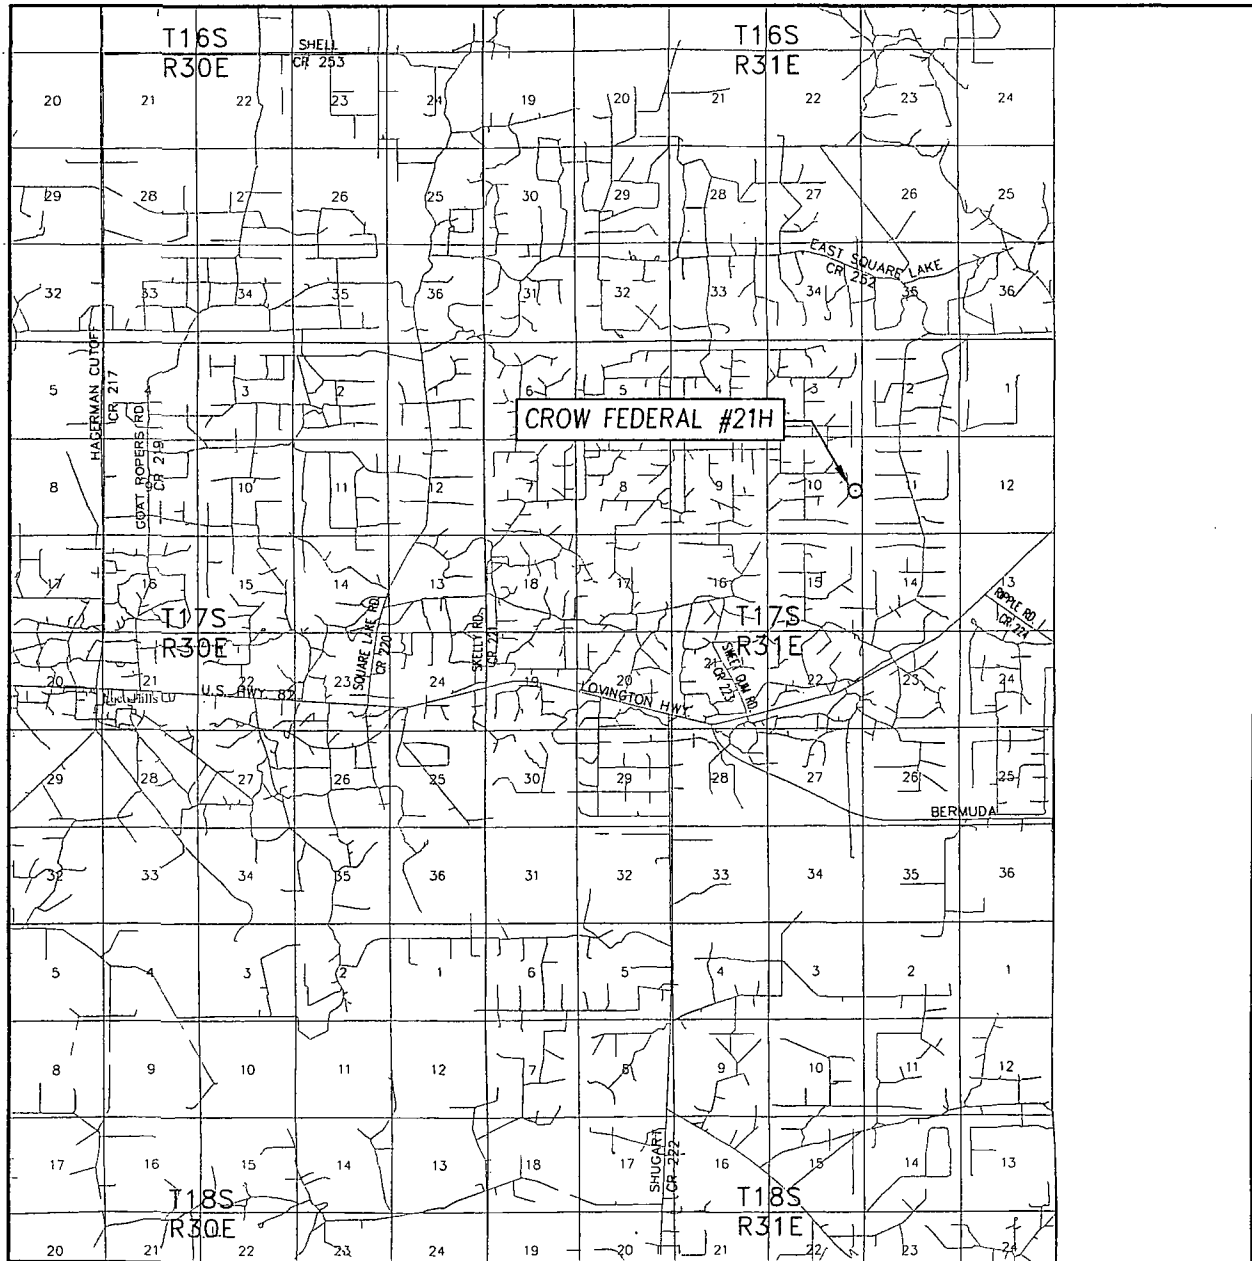 T16S
R30E
SHELL
CR 253
T16S
R31E
20 21 22 23 24 19 20 21 22 23 24
29 28 27 26 25 30 29 28 27 26 25
EAST SQUARE LAKE
CR 252
32 33 34 35 36 31 32 33 34 35 36
HAGERMAN CUTOFF
CR 217
5 4 3 2 1 6 5 4 3 2 1
GOAT ROPERS RD
CR 219
CROW FEDERAL #21H
8 9 10 11 12 7 8 9 10 11 12
17 16 15 14 13 18 17 16 15 14 13
RIPPLE RD.
CR 224
T17S
R30E
SQUARE LAKE RD.
CR 220
SKELLY RD.
CR 221
T17S
R31E
SWEET GUM RD.
CR 223
20 21 22 23 24 19 20 21 22 23 24
U.S. HWY. 82
LOVINGTON HWY.
29 28 27 26 25 30 29 28 27 26 25
BERMUDA
32 33 34 35 36 31 32 33 34 35 36
5 4 3 2 1 6 5 4 3 2 1
8 9 10 11 12 7 8 9 10 11 12
17 16 15 14 13 18 17 16 15 14 13
SHUGART
CR 222
T18S
R30E
T18S
R31E
20 21 22 23 24 19 20 21 22 23 24